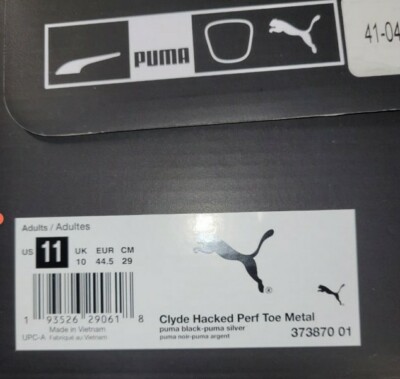 PUMA
41-04
Adults / Adultes
US 11 UK EUR CM
10 44.5 29
1 93526 29061 8
Made in Vietnam
UPC-A Fabriqué au Vietnam
®
Clyde Hacked Perf Toe Metal
puma black-puma silver
puma noir-puma argent
373870 01